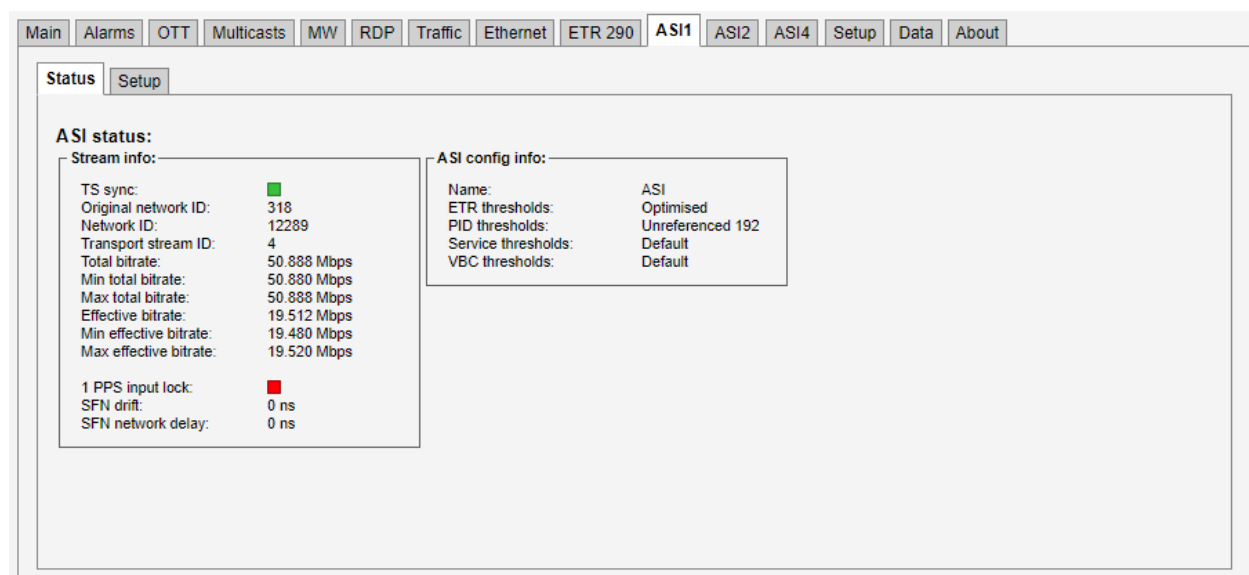 Main Alarms OTT Multicasts MW RDP Traffic Ethernet ETR 290 ASI1 ASI2 ASI4 Setup Data About
Status Setup
ASI status:
Stream info:
TS sync:
Original network ID: 318
Network ID: 12289
Transport stream ID: 4
Total bitrate: 50.888 Mbps
Min total bitrate: 50.880 Mbps
Max total bitrate: 50.888 Mbps
Effective bitrate: 19.512 Mbps
Min effective bitrate: 19.480 Mbps
Max effective bitrate: 19.520 Mbps
1 PPS input lock:
SFN drift: 0 ns
SFN network delay: 0 ns
ASI config info:
Name: ASI
ETR thresholds: Optimised
PID thresholds: Unreferenced 192
Service thresholds: Default
VBC thresholds: Default